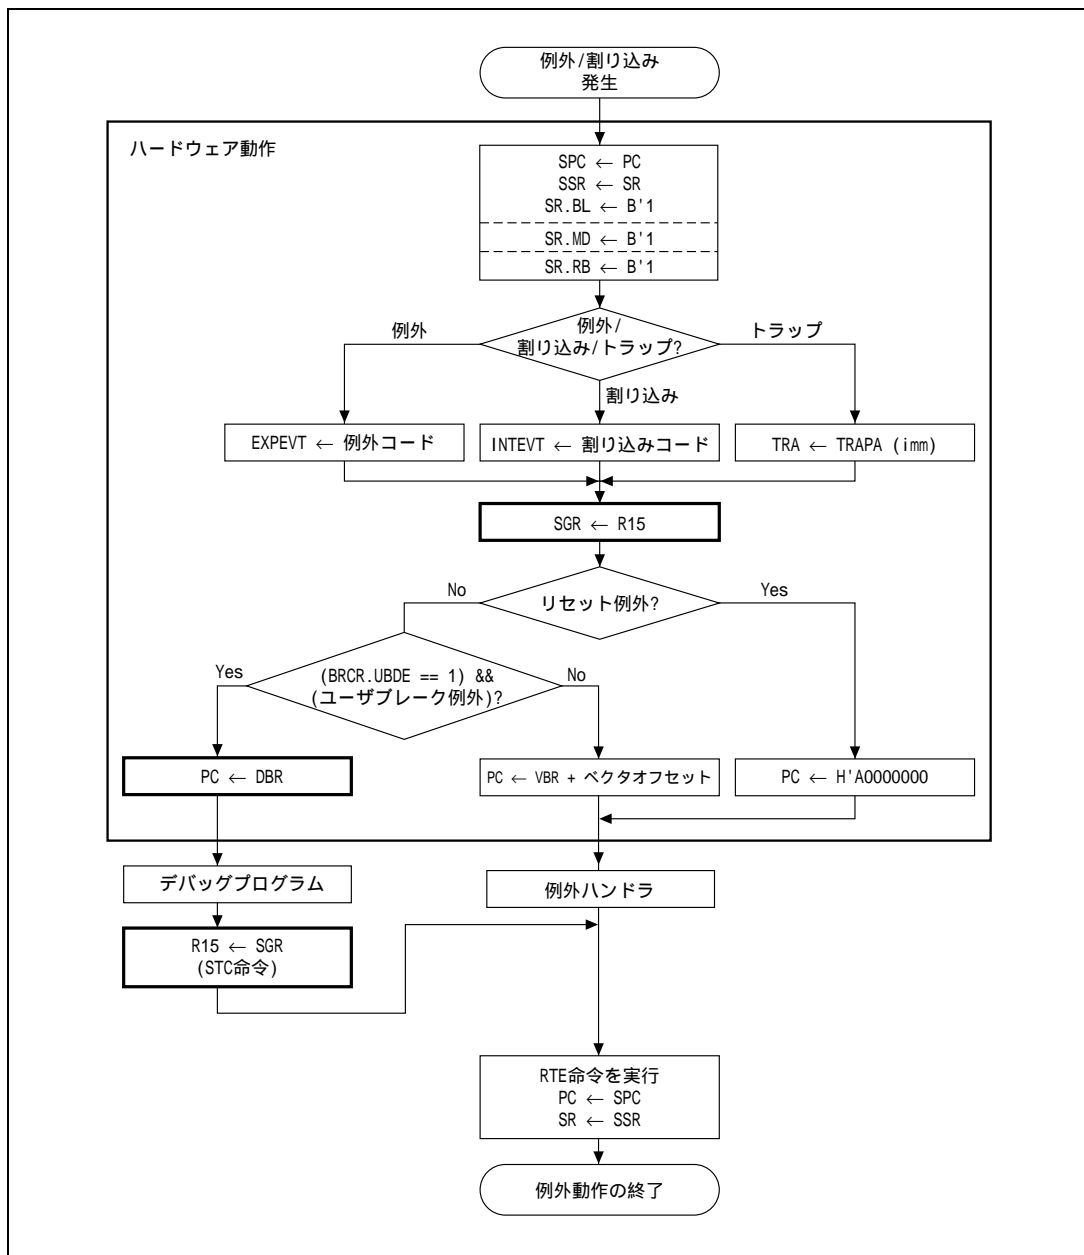 例外/割り込み
発生
ハードウェア動作
SPC ← PC
SSR ← SR
SR.BL ← B'1
SR.MD ← B'1
SR.RB ← B'1
例外/
割り込み/トラップ?
例外
トラップ
割り込み
EXPEVT ← 例外コード
INTEVT ← 割り込みコード
TRA ← TRAPA (imm)
SGR ← R15
リセット例外?
No
Yes
(BRCR.UBDE == 1) &&
(ユーザブレーク例外)?
Yes
No
PC ← DBR
PC ← VBR + ベクタオフセット
PC ← H'A0000000
デバッグプログラム
例外ハンドラ
R15 ← SGR
(STC命令)
RTE命令を実行
PC ← SPC
SR ← SSR
例外動作の終了